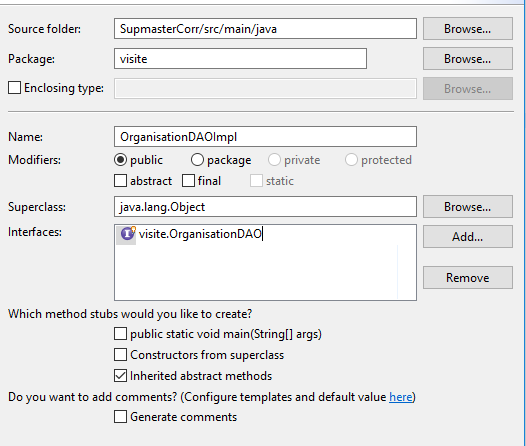 Source folder: SupmasterCorr/src/main/java Browse...
Package: visite Browse...
Enclosing type: Browse...
Name: OrganisationDAOImpl
Modifiers: public package private protected
abstract final static
Superclass: java.lang.Object Browse...
Interfaces: visite.OrganisationDAO Add...
Remove
Which method stubs would you like to create?
public static void main(String[] args)
Constructors from superclass
Inherited abstract methods
Do you want to add comments? (Configure templates and default value here)
Generate comments